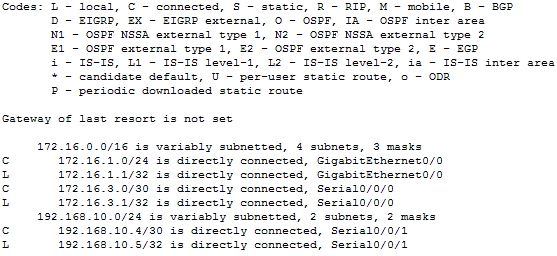 Codes: L - local, C - connected, S - static, R - RIP, M - mobile, B - BGP
D - EIGRP, EX - EIGRP external, O - OSPF, IA - OSPF inter area
N1 - OSPF NSSA external type 1, N2 - OSPF NSSA external type 2
E1 - OSPF external type 1, E2 - OSPF external type 2, E - EGP
i - IS-IS, L1 - IS-IS level-1, L2 - IS-IS level-2, ia - IS-IS inter area
* - candidate default, U - per-user static route, o - ODR
P - periodic downloaded static route
Gateway of last resort is not set
172.16.0.0/16 is variably subnetted, 4 subnets, 3 masks
C 172.16.1.0/24 is directly connected, GigabitEthernet0/0
L 172.16.1.1/32 is directly connected, GigabitEthernet0/0
C 172.16.3.0/30 is directly connected, Serial0/0/0
L 172.16.3.1/32 is directly connected, Serial0/0/0
192.168.10.0/24 is variably subnetted, 2 subnets, 2 masks
C 192.168.10.4/30 is directly connected, Serial0/0/1
L 192.168.10.5/32 is directly connected, Serial0/0/1